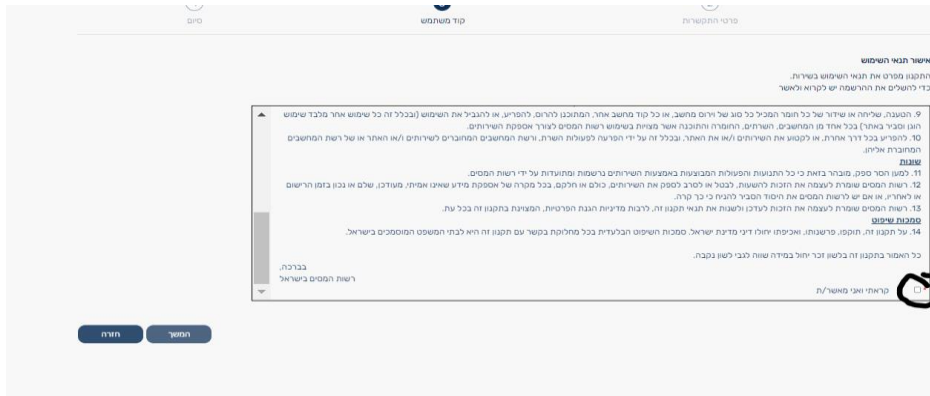 פרטי התקשרות
קוד משתמש
סיום
אישור תנאי השימוש
התקנון מפרט את תנאי השימוש בשירות.
כדי להשלים את ההרשמה יש לקרוא ולאשר
9. הטענה, שליחה או שידור של כל חומר המכיל כל סוג של וירוס מחשב, או כל קוד מחשב אחר, המתוכנן להרוס, להפריע, או להגביל את השימוש (ובכלל זה כל שימוש אחר מלבד שימוש
הוגן וסביר באתר) בכל אחד מן המחשבים, השרתים, החומרה והתוכנה אשר מצויות בשימוש רשות המסים לצורך אספקת השירותים.
10. להפריע בכל דרך אחרת, או לקטוע את שירותים ו/או את האתר, ובכלל זה על ידי הפרעה לפעולות השרת, ורשת המחשבים המחוברים לשירותים ו/או האתר או של רשת המחשבים
המחוברת אליהן.
שונות
11. למען הסר ספק, מובהר בזאת כי כל התנועות והפעולות המבוצעות באמצעות השירותים נרשמות ומתועדות על ידי רשות המסים.
12. רשות המסים שומרת לעצמה את הזכות להשעות, לבטל או לסרב לספק את השירותים, כולם או חלקם, בכל מקרה של אספקת מידע שאינו אמיתי, מעודכן, שלם או נכון בזמן הרישום
או לאחריו, או אם יש לרשות המסים את היסוד הסביר להניח כי כך קרה.
13. רשות המסים שומרת לעצמה את הזכות לעדכן ולשנות את תנאי תקנון זה, לרבות מדיניות הגנת הפרטיות, המצוינת בתקנון זה בכל עת.
סמכות שיפוט
14. על תקנון זה, תוקפו, פרשנותו, ואכיפתו יחולו דיני מדינת ישראל. סמכות השיפוט הבלעדית בכל מחלוקת בקשר עם תקנון זה היא לבתי המשפט המוסמכים בישראל.
כל האמור בתקנון זה בלשון זכר יחול במידה שווה לגבי לשון נקבה.
בברכה,
רשות המסים בישראל
קראתי ואני מאשר/ת
המשך
חזרה